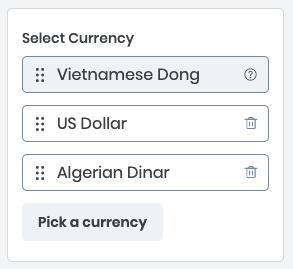 Select Currency
Vietnamese Dong
US Dollar
Algerian Dinar
Pick a currency